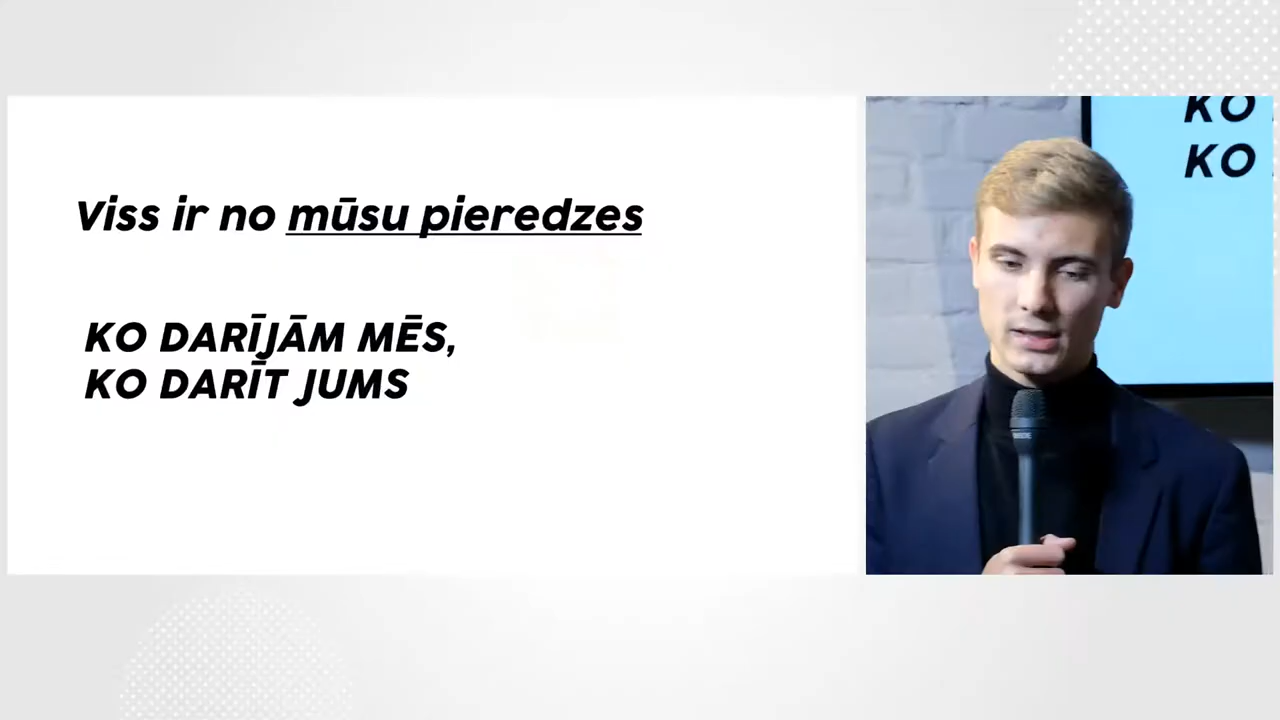 Viss ir no mūsu pieredzes
KO DARĪJĀM MĒS,
KO DARĪT JUMS
KO
KO